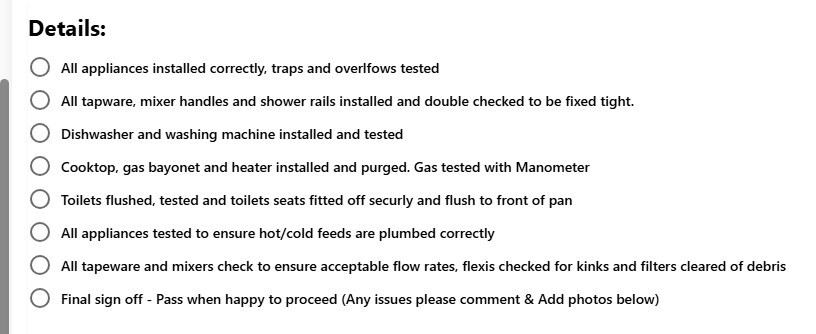 Details:
All appliances installed correctly, traps and overlfows tested
All tapware, mixer handles and shower rails installed and double checked to be fixed tight.
Dishwasher and washing machine installed and tested
Cooktop, gas bayonet and heater installed and purged. Gas tested with Manometer
Toilets flushed, tested and toilets seats fitted off securly and flush to front of pan
All appliances tested to ensure hot/cold feeds are plumbed correctly
All tapeware and mixers check to ensure acceptable flow rates, flexis checked for kinks and filters cleared of debris
Final sign off - Pass when happy to proceed (Any issues please comment & Add photos below)